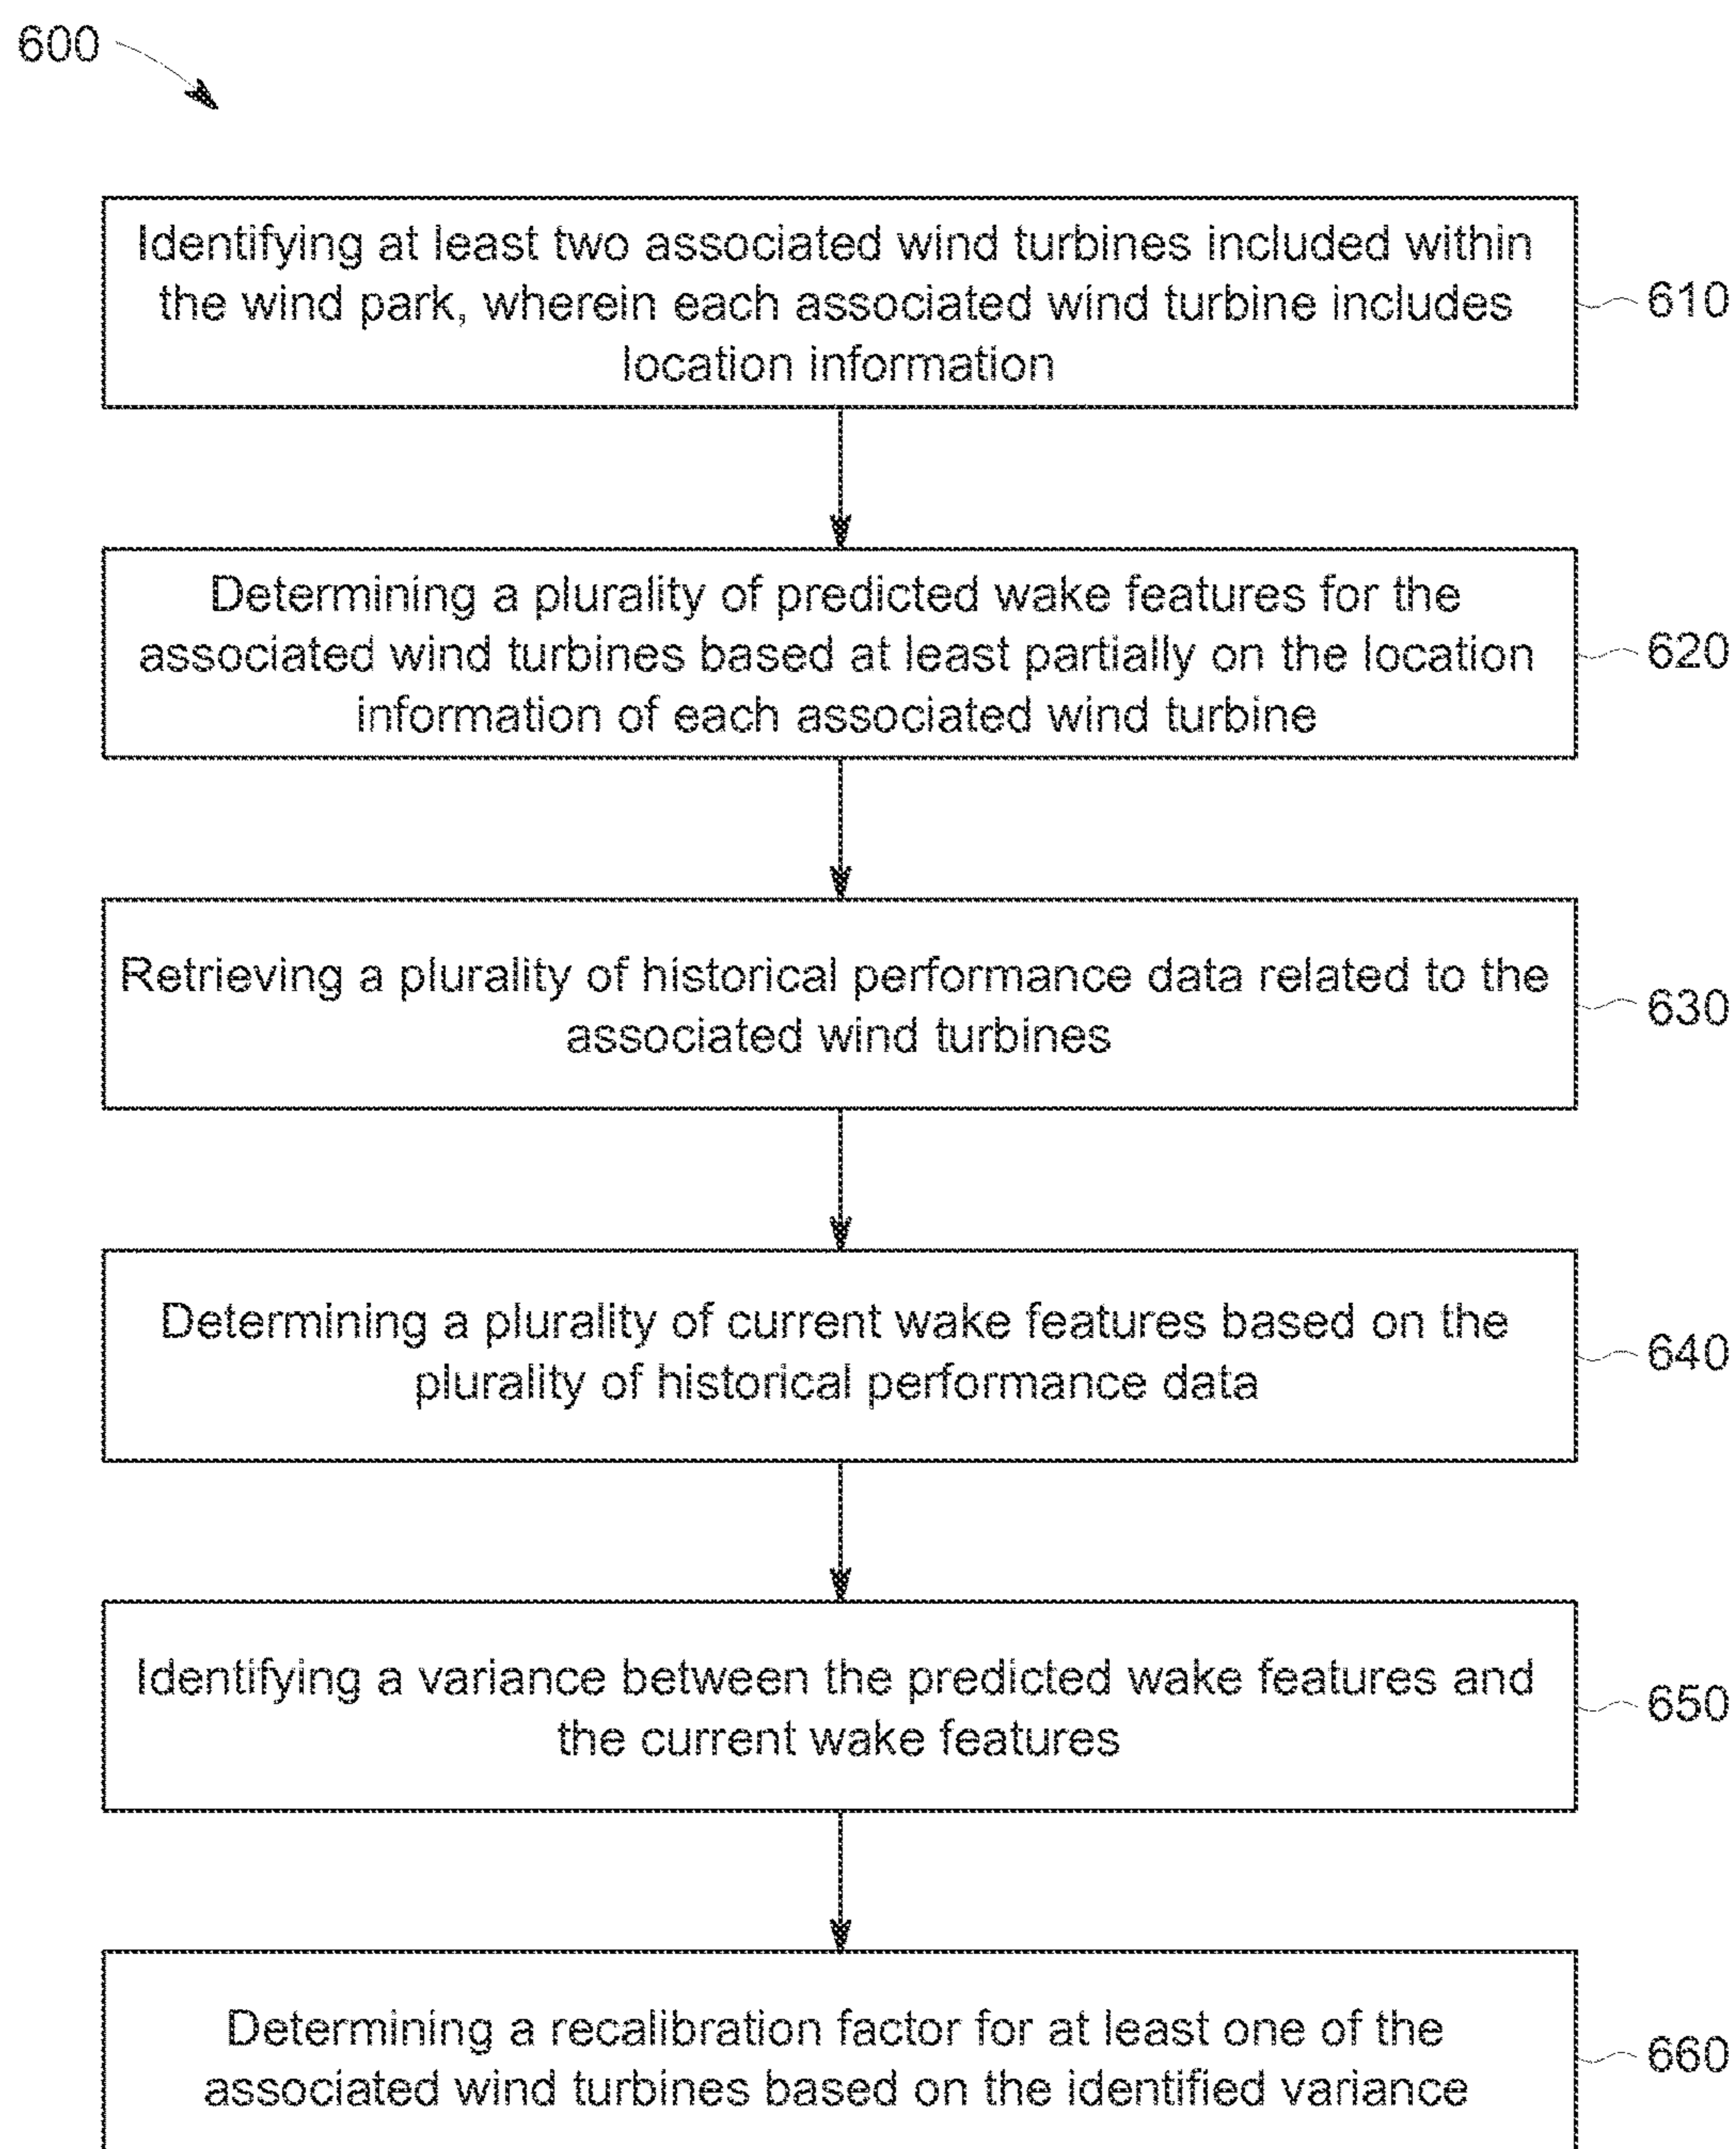 600
Identifying at least two associated wind turbines included within
the wind park, wherein each associated wind turbine includes
location information
610
Determining a plurality of predicted wake features for the
associated wind turbines based at least partially on the location
information of each associated wind turbine
620
Retrieving a plurality of historical performance data related to the
associated wind turbines
630
Determining a plurality of current wake features based on the
plurality of historical performance data
640
Identifying a variance between the predicted wake features and
the current wake features
650
Determining a recalibration factor for at least one of the
associated wind turbines based on the identified variance
660